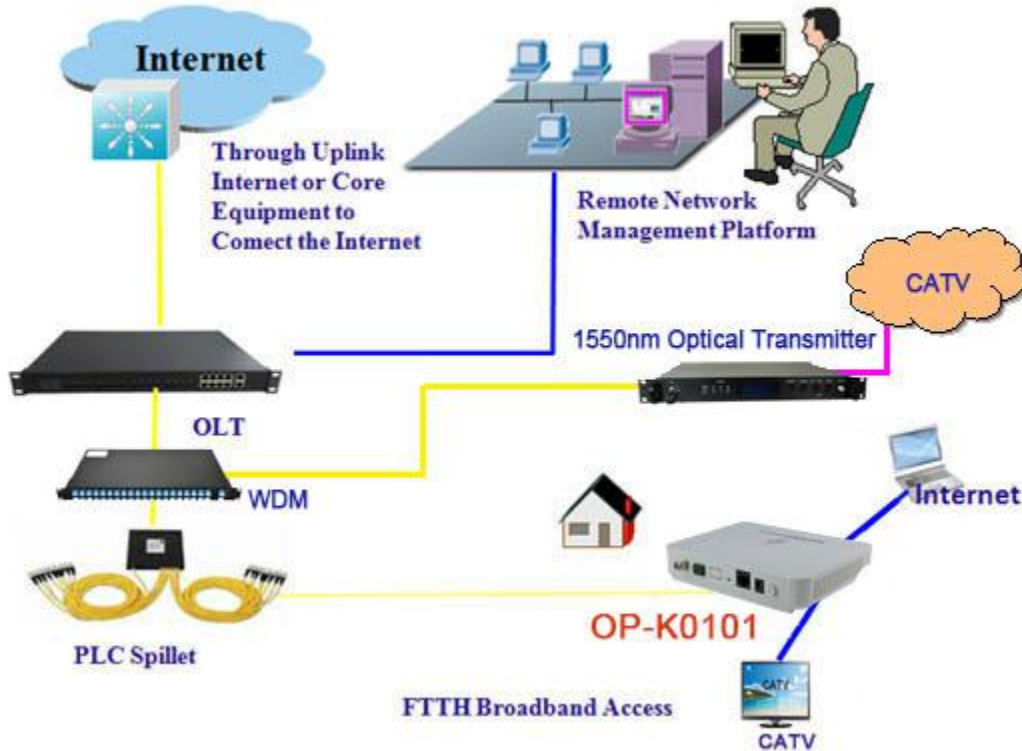 Internet
Through Uplink
Internet or Core
Equipment to
Comect the Internet
Remote Network
Management Platform
CATV
1550nm Optical Transmitter
OLT
WDM
Internet
OP-K0101
PLC Spillet
FTTH Broadband Access
CATV
CATV